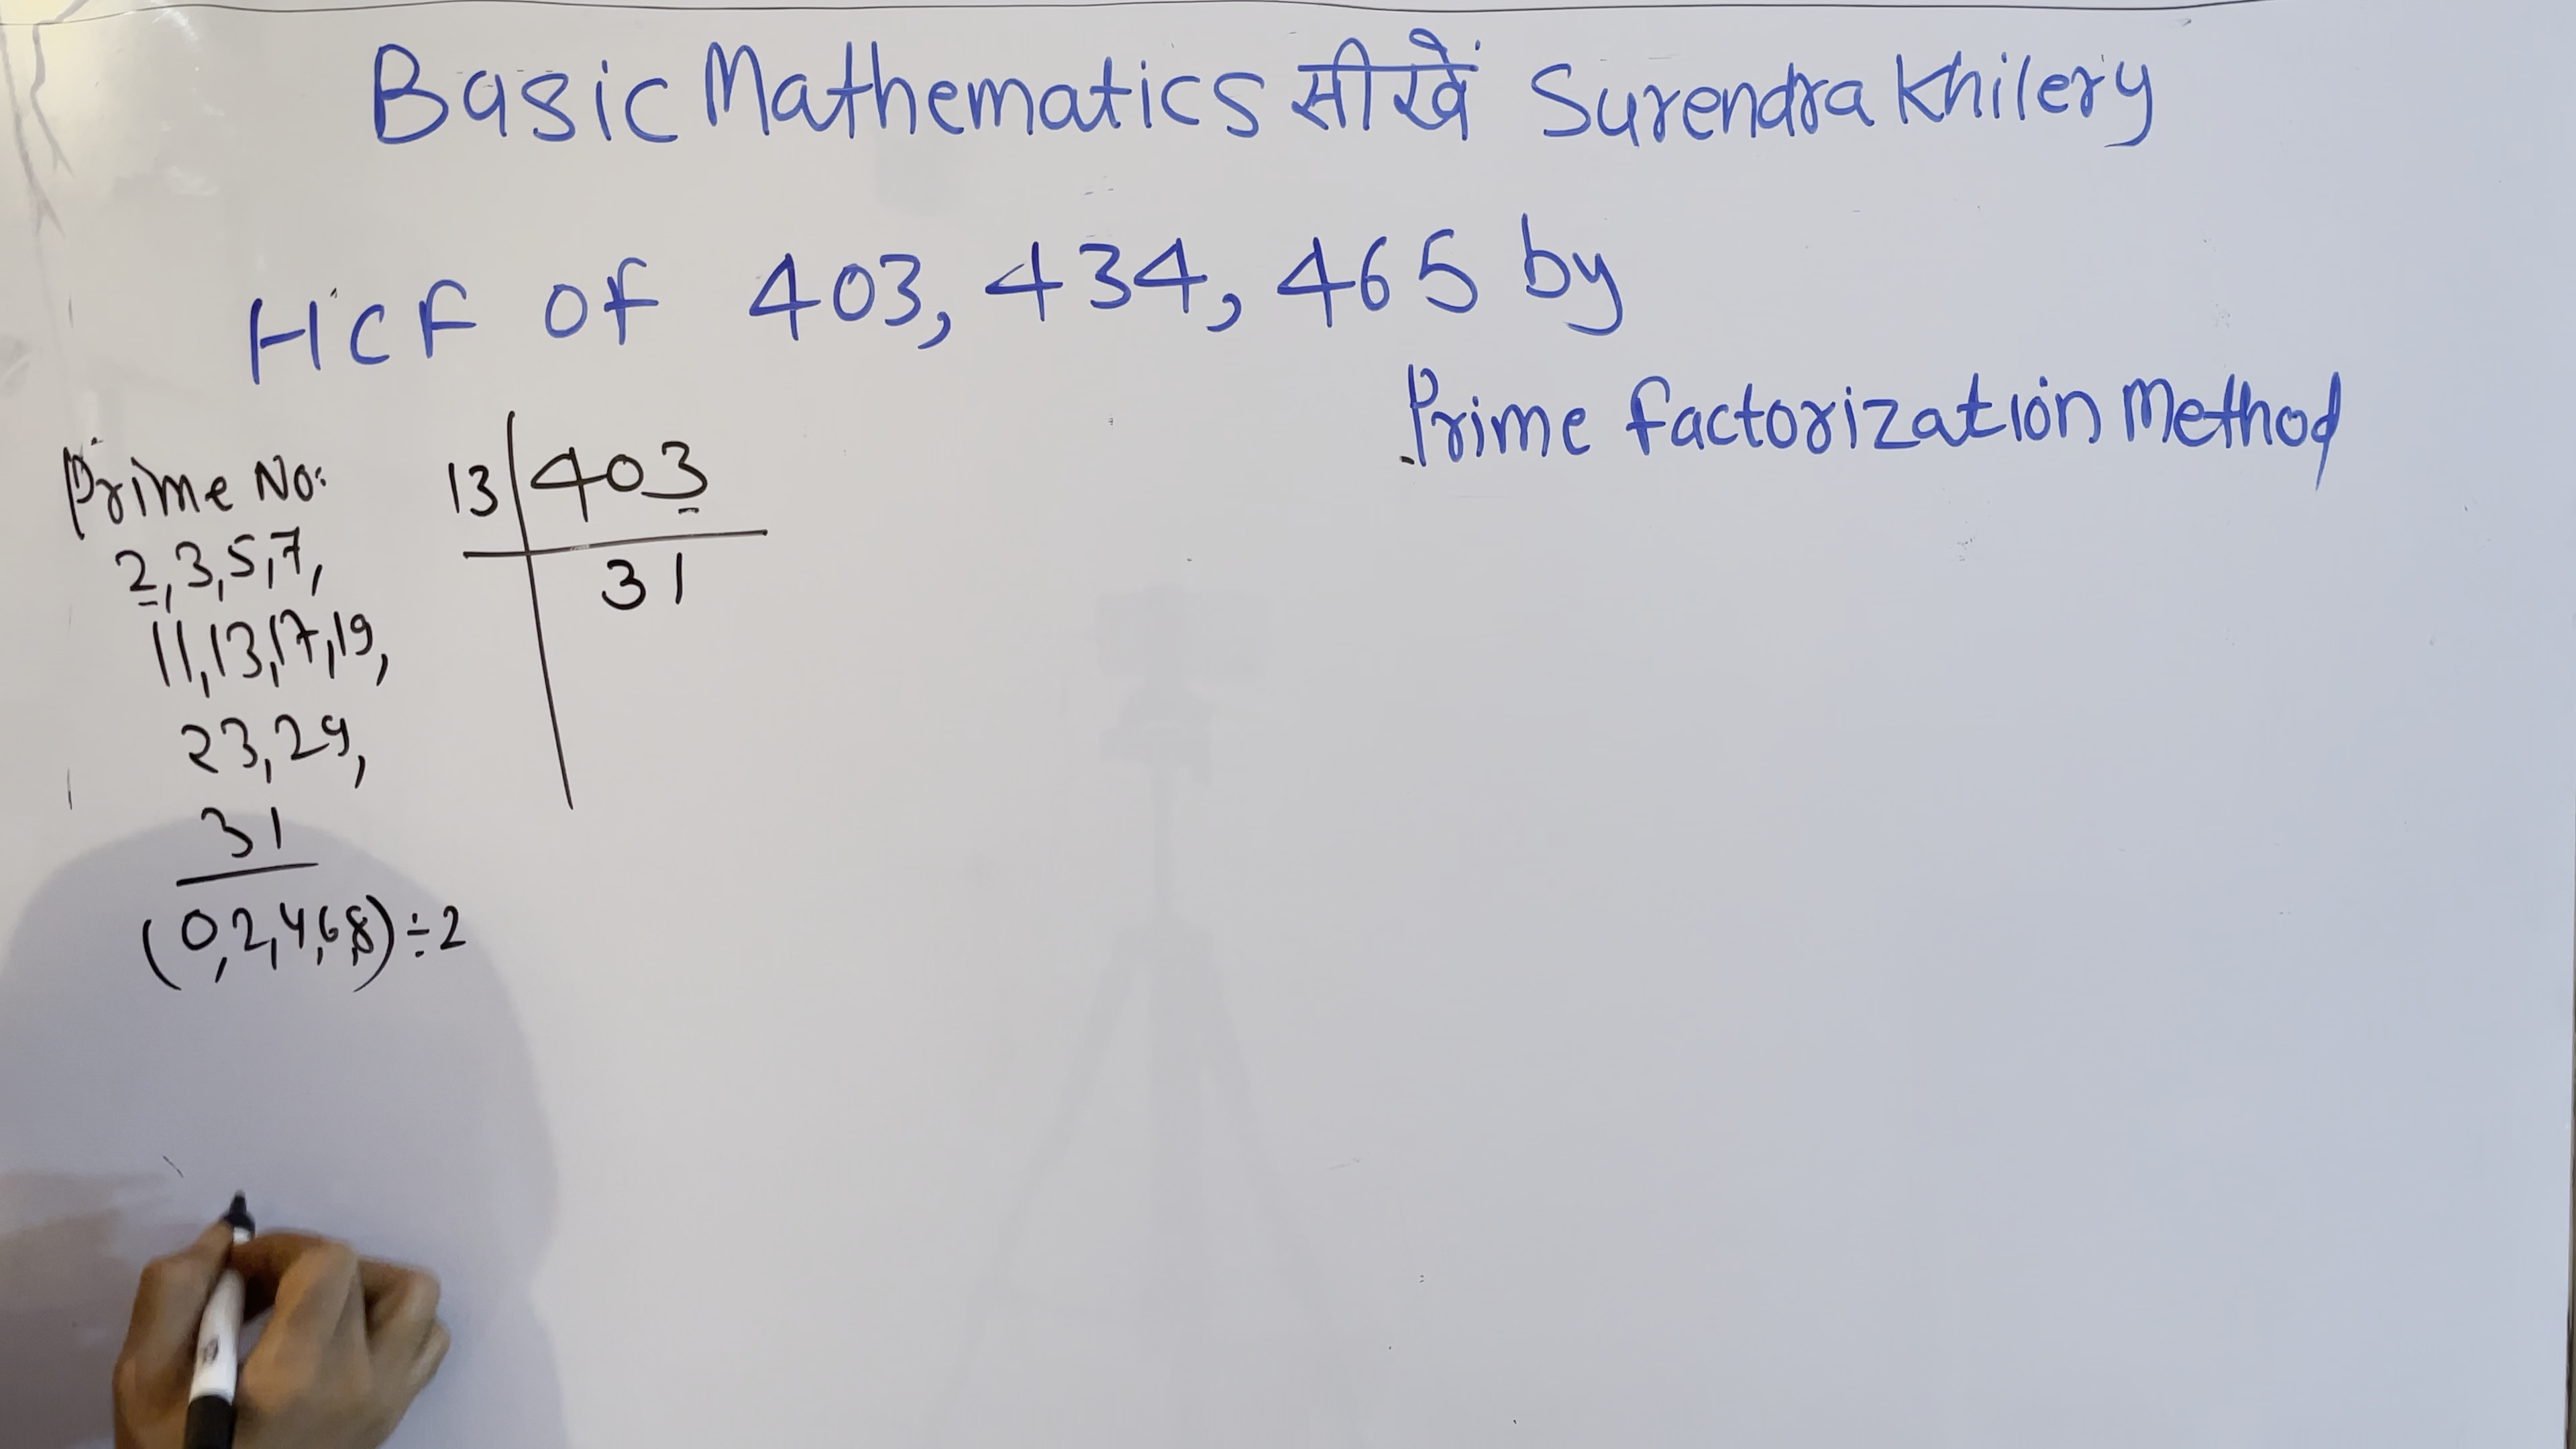 Basic Mathematics सीखें Surendra Khilery
HCF of 403, 434, 465 by
Prime factorization Method
Prime No:
2,3,5,7,
11,13,17,19,
23,29,
31
(0,2,4,6,8)÷2
13 403
31